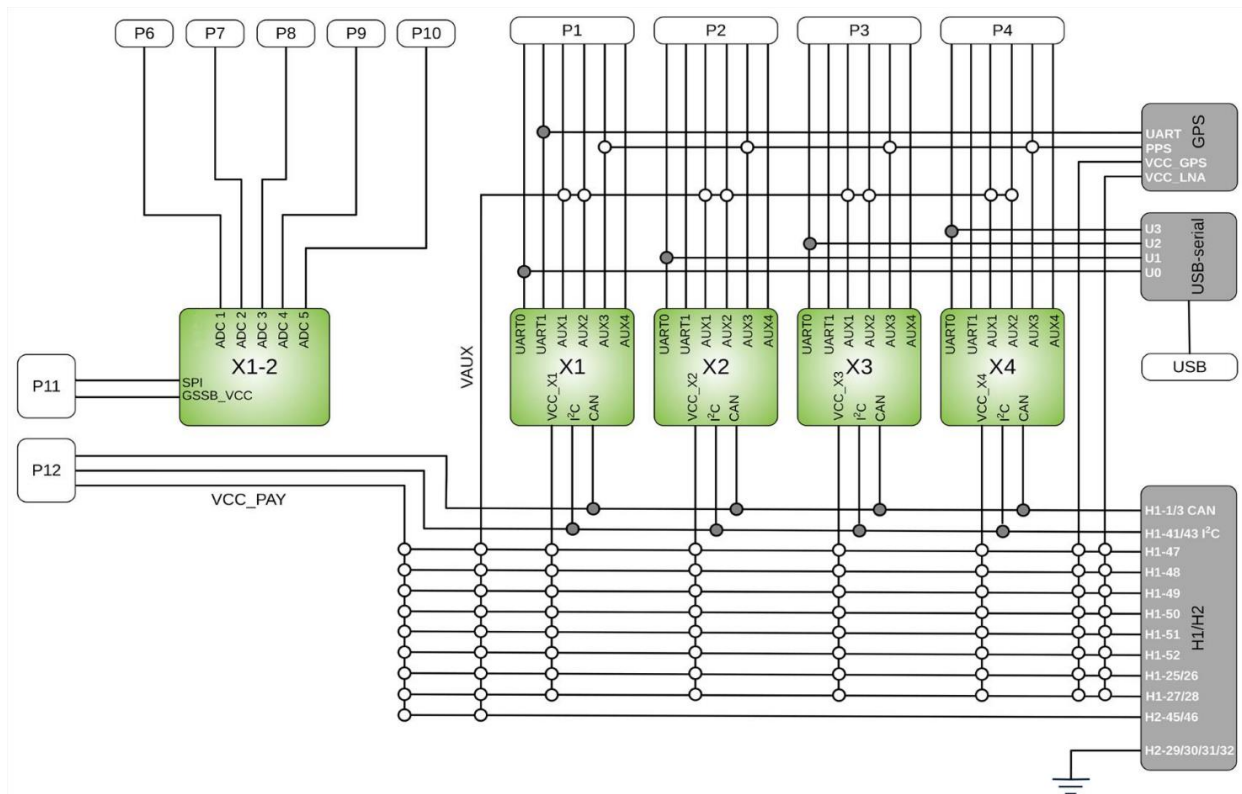 P6
P7
P8
P9
P10
P1
P2
P3
P4
GPS
UART
PPS
VCC_GPS
VCC_LNA
USB-serial
U3
U2
U1
U0
USB
ADC 1
ADC 2
ADC 3
ADC 4
ADC 5
X1-2
SPI
GSSB_VCC
P11
P12
VCC_PAY
VAUX
UART0
UART1
AUX1
AUX2
AUX3
AUX4
X1
VCC_X1
I²C
CAN
UART0
UART1
AUX1
AUX2
AUX3
AUX4
X2
VCC_X2
I²C
CAN
UART0
UART1
AUX1
AUX2
AUX3
AUX4
X3
VCC_X3
I²C
CAN
UART0
UART1
AUX1
AUX2
AUX3
AUX4
X4
VCC_X4
I²C
CAN
H1/H2
H1-1/3 CAN
H1-41/43 I²C
H1-47
H1-48
H1-49
H1-50
H1-51
H1-52
H1-25/26
H1-27/28
H2-45/46
H2-29/30/31/32